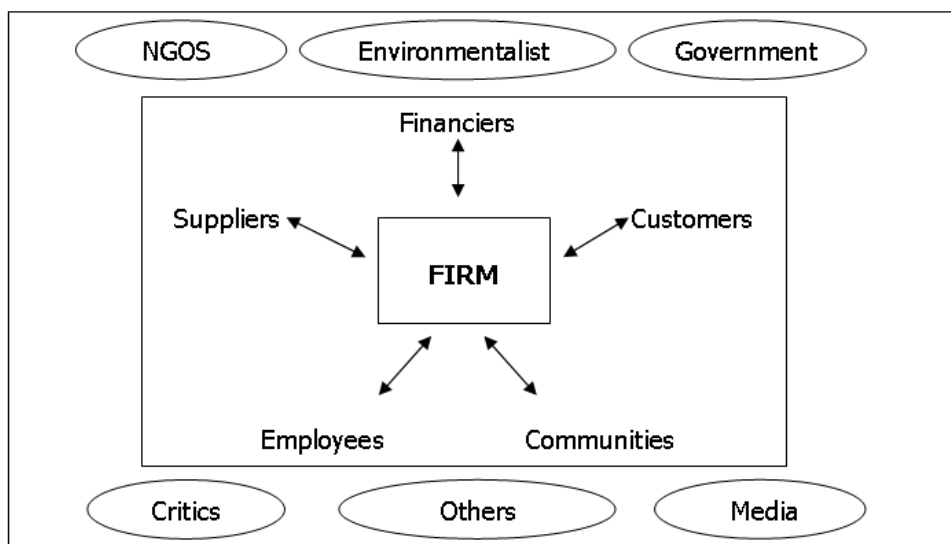 NGOS
Environmentalist
Government
Financiers
Suppliers
Customers
FIRM
Employees
Communities
Critics
Others
Media